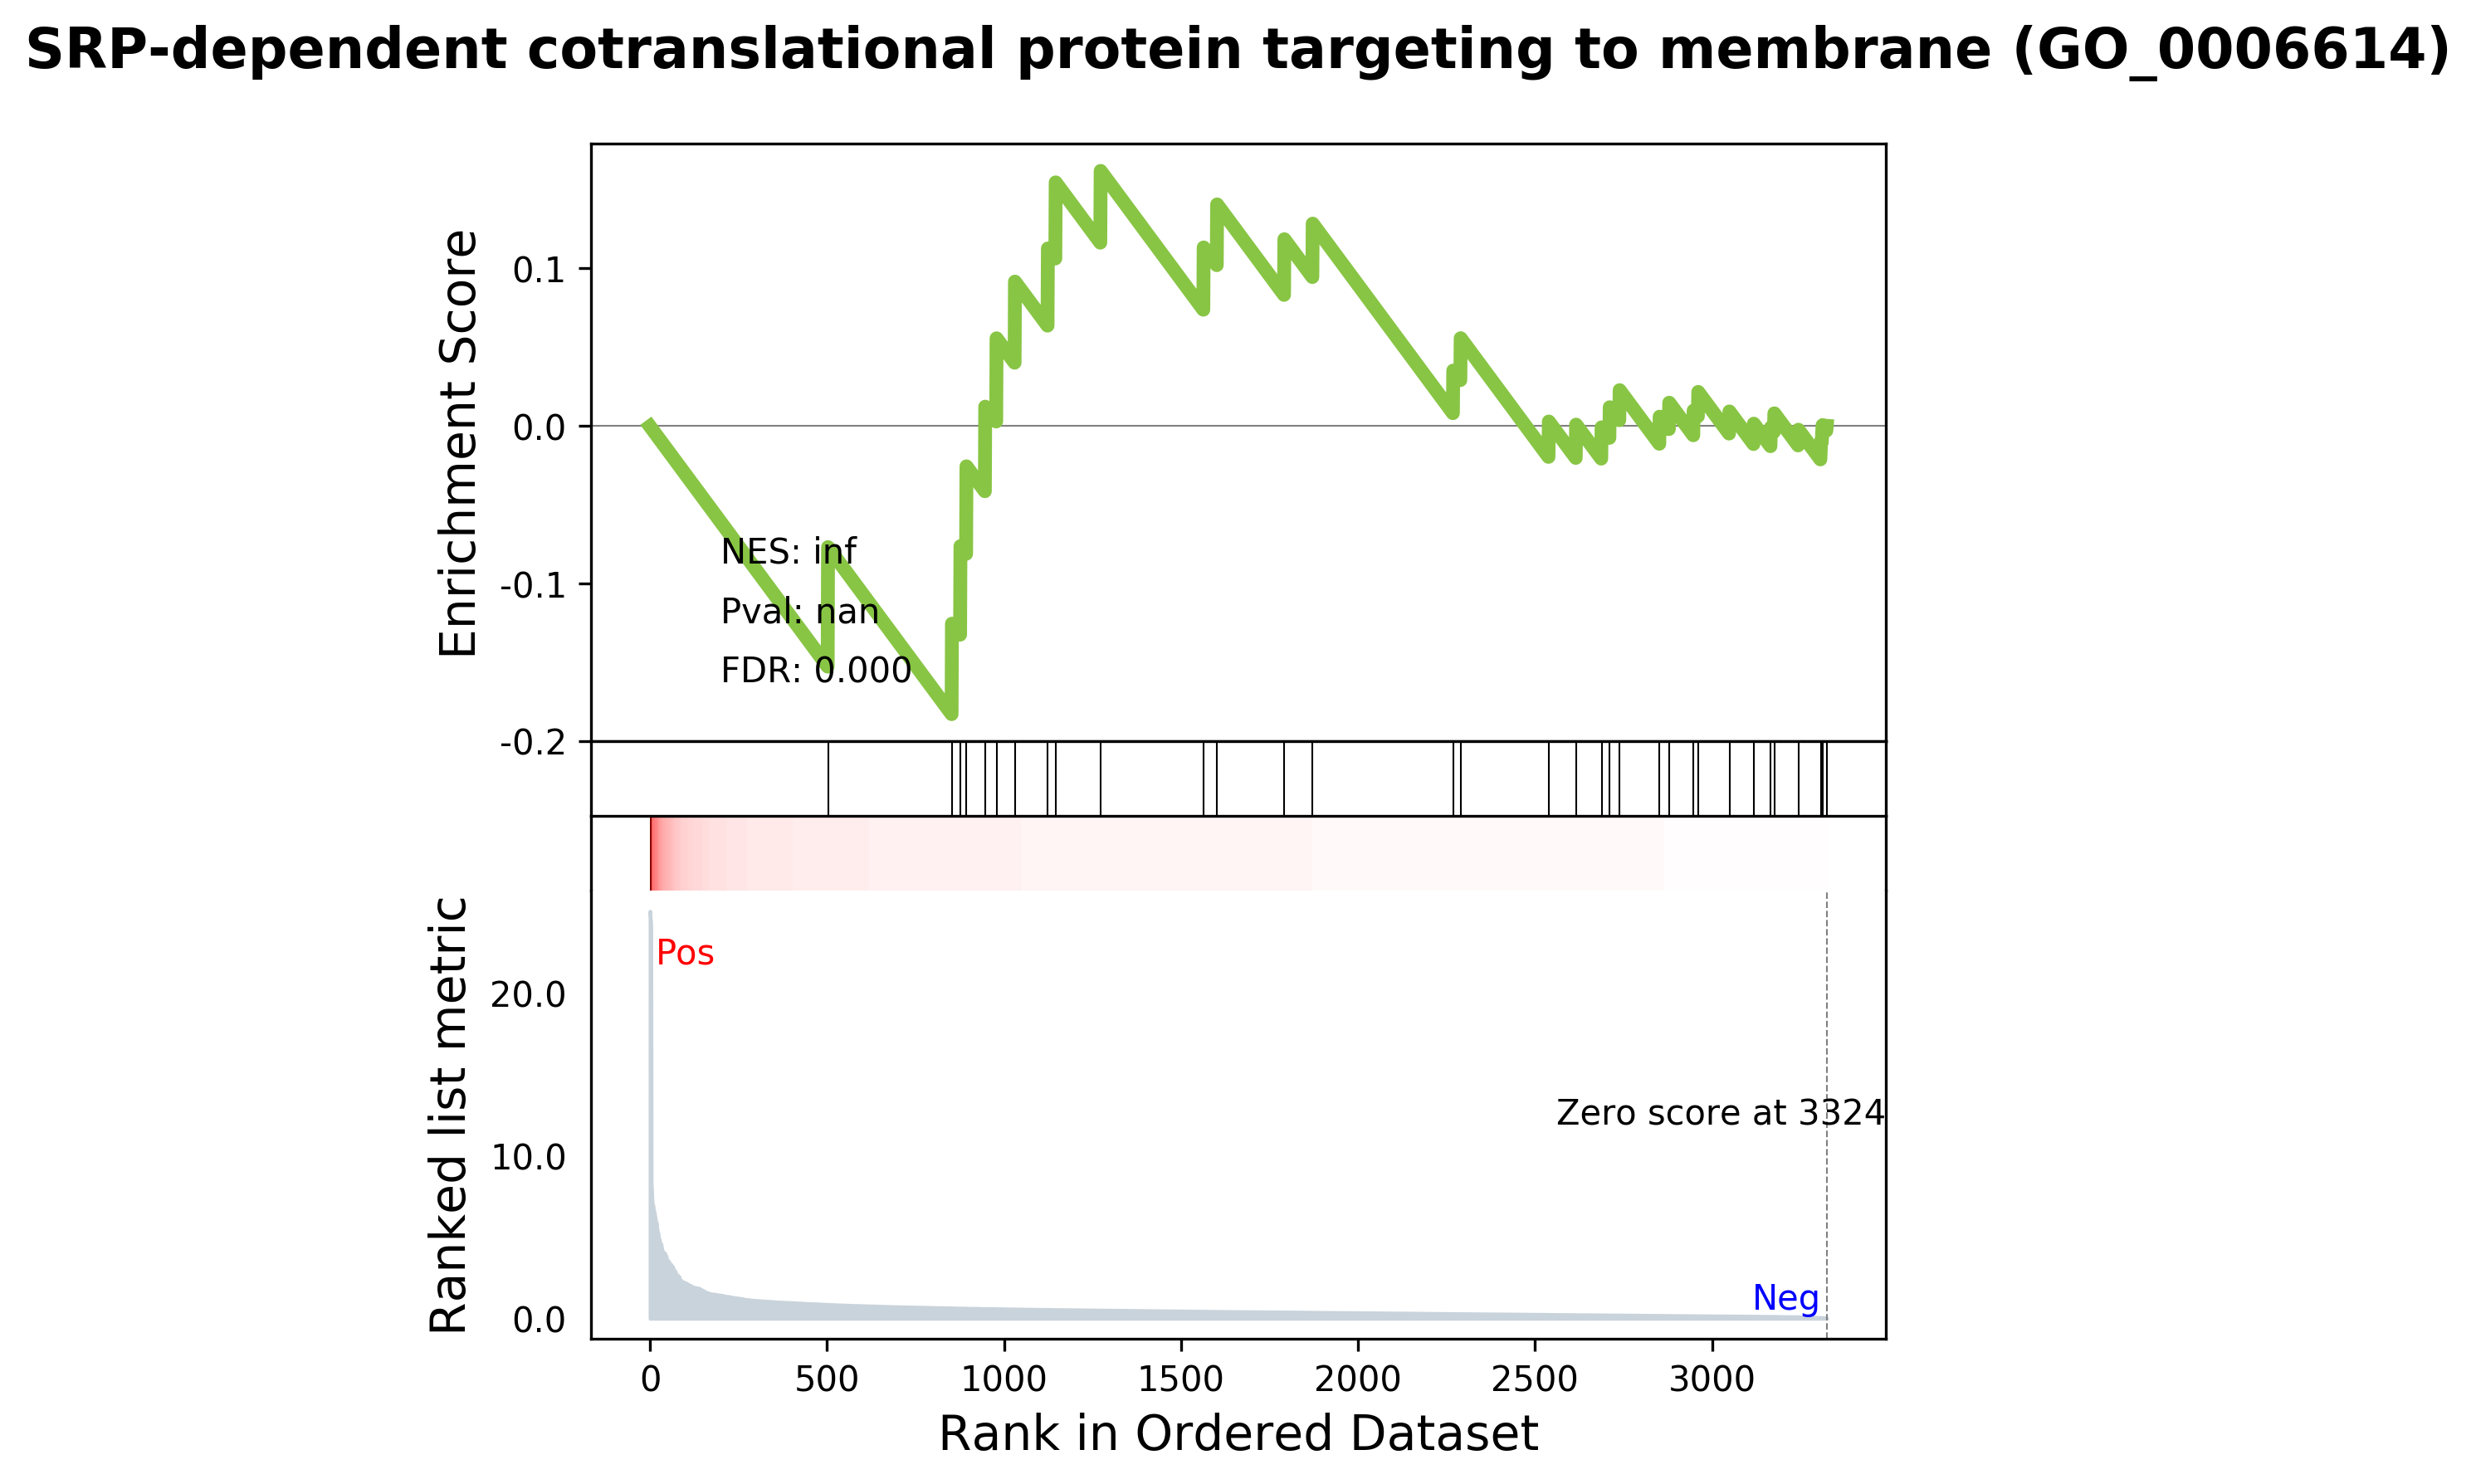 SRP-dependent cotranslational protein targeting to membrane (GO_0006614)
Enrichment Score
0.1
0.0
-0.1
-0.2
NES: inf
Pval: nan
FDR: 0.000
Ranked list metric
20.0
10.0
0.0
Pos
Zero score at 3324
Neg
0 500 1000 1500 2000 2500 3000
Rank in Ordered Dataset